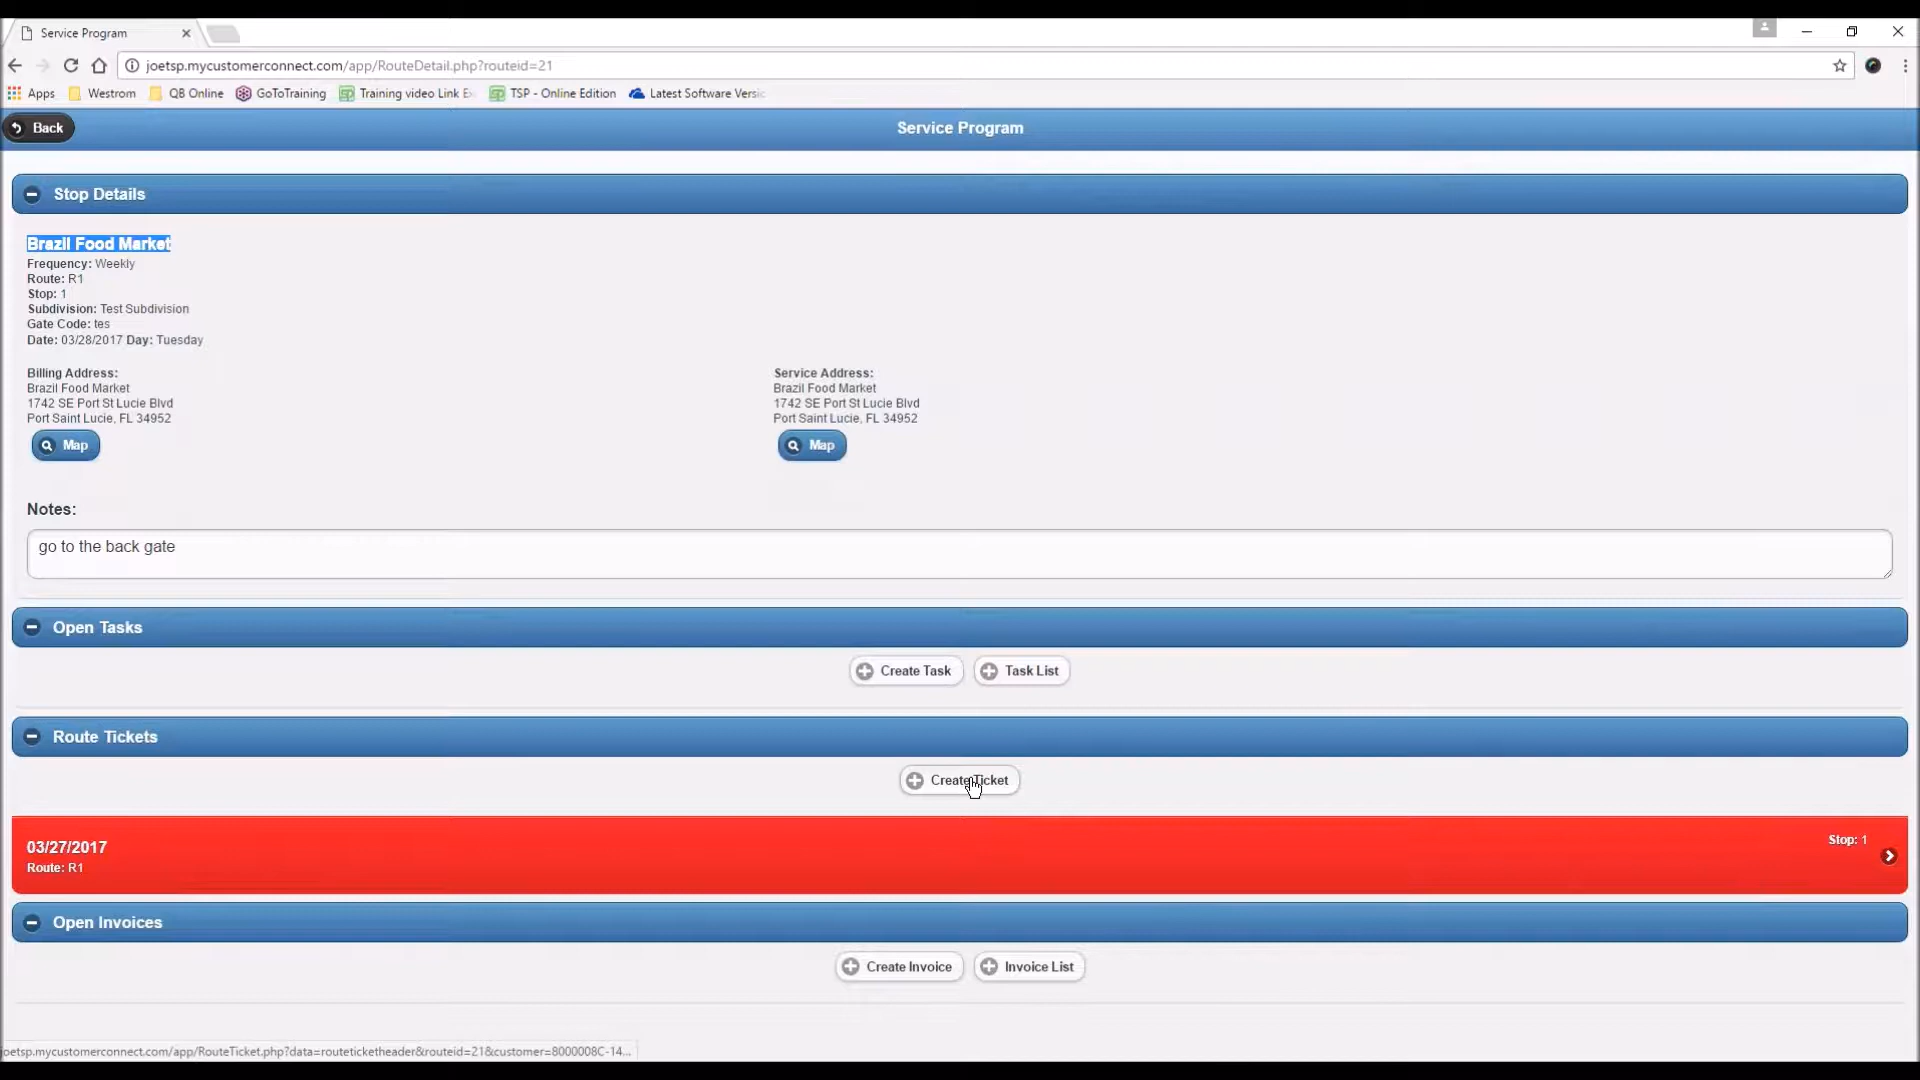 Service Program
joetsp.mycustomerconnect.com/app/RouteDetail.php?routeid=21
Apps Westrom QB Online GoToTraining Training video Link Ex TSP - Online Edition Latest Software Versic
Back
Service Program
Stop Details
Brazil Food Market
Frequency: Weekly
Route: R1
Stop: 1
Subdivision: Test Subdivision
Gate Code: tes
Date: 03/28/2017 Day: Tuesday
Billing Address:
Brazil Food Market
1742 SE Port St Lucie Blvd
Port Saint Lucie, FL 34952
Map
Service Address:
Brazil Food Market
1742 SE Port St Lucie Blvd
Port Saint Lucie, FL 34952
Map
Notes:
go to the back gate
Open Tasks
Create Task Task List
Route Tickets
Create Ticket
03/27/2017
Route: R1
Stop: 1
Open Invoices
Create Invoice Invoice List
joetsp.mycustomerconnect.com/app/RouteTicket.php?data=routeticketheader&routeid=21&customer=8000008C-14...